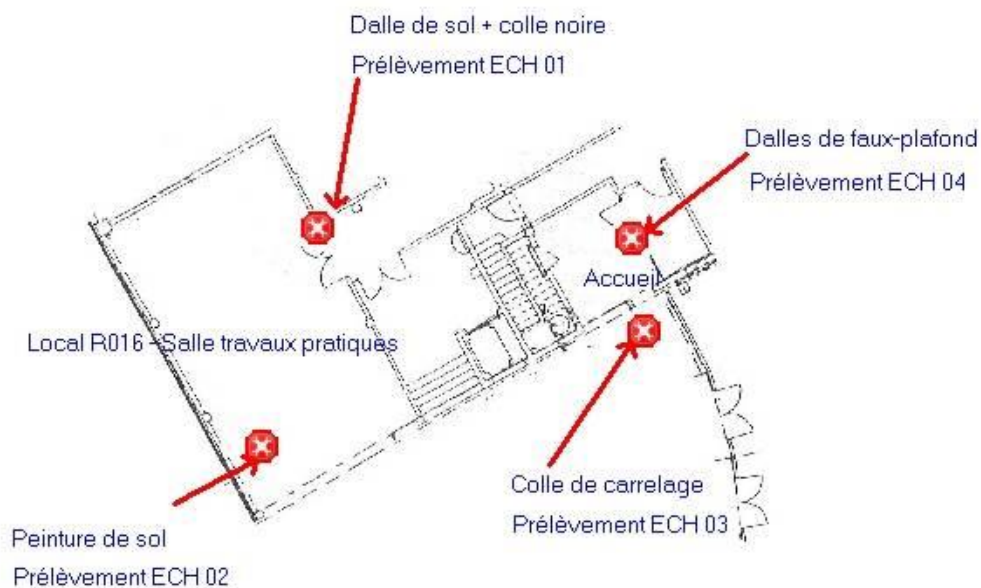 Dalle de sol + colle noire
Prélèvement ECH 01
Dalles de faux-plafond
Prélèvement ECH 04
Accueil
Local R016 - Salle travaux pratiques
Colle de carrelage
Prélèvement ECH 03
Peinture de sol
Prélèvement ECH 02